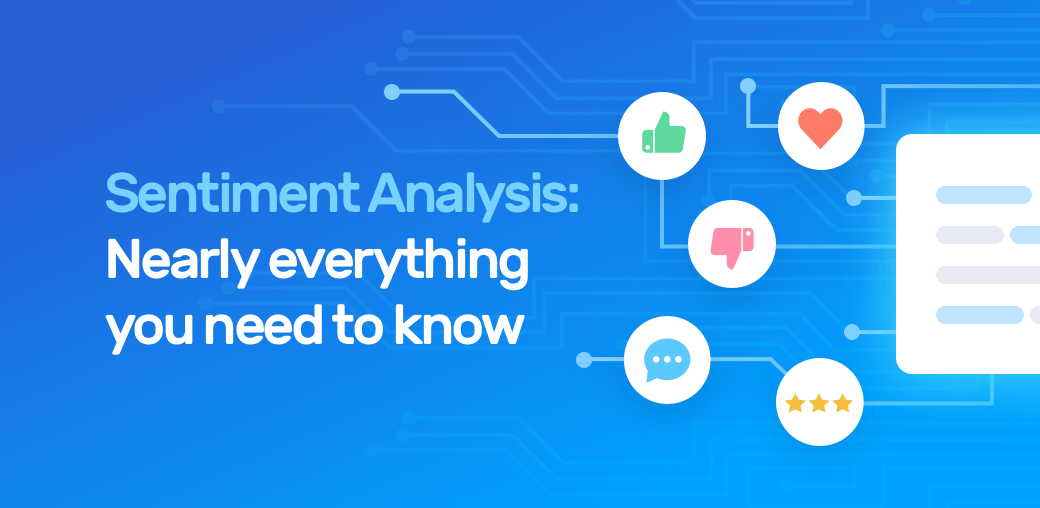 Sentiment Analysis:
Nearly everything
you need to know